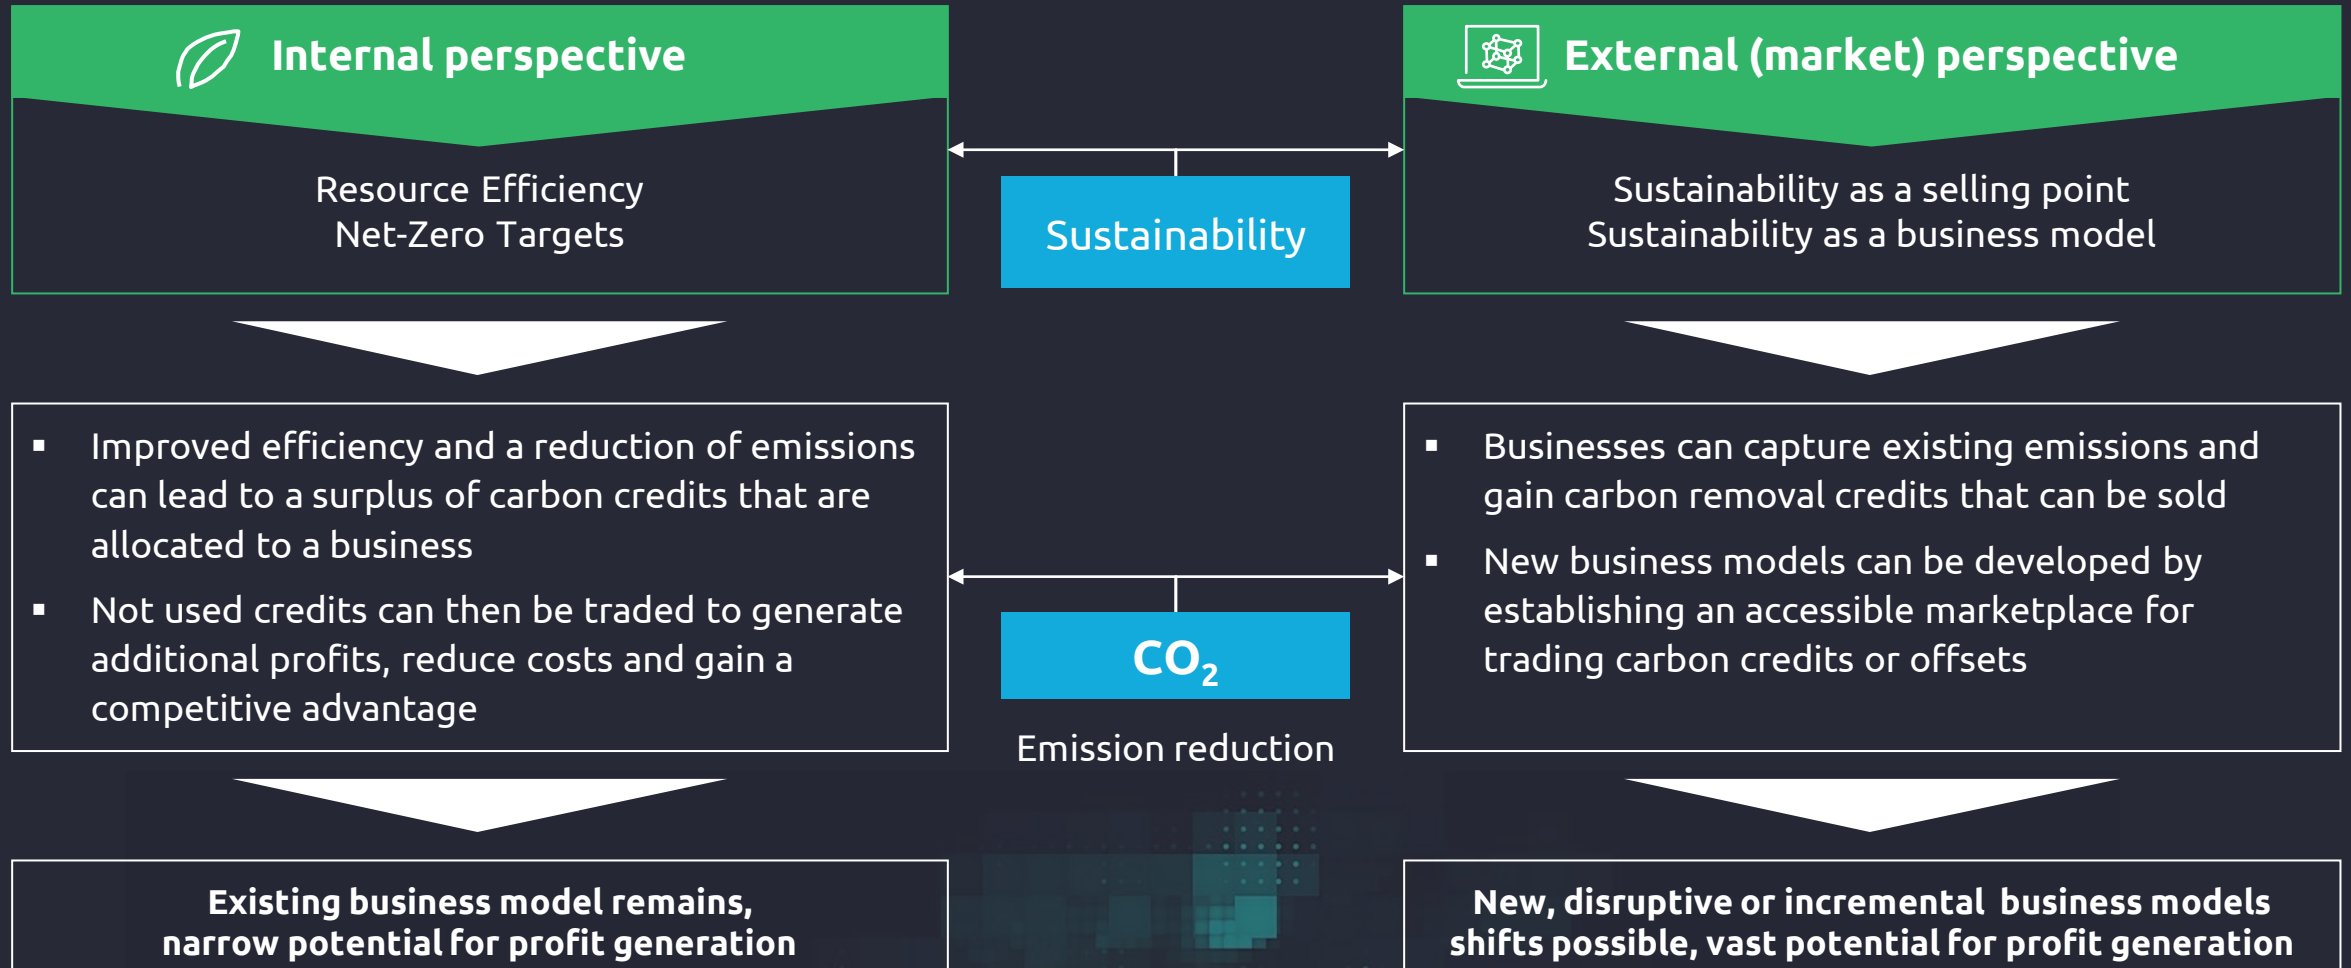 Internal perspective
Resource Efficiency
Net-Zero Targets
Sustainability
External (market) perspective
Sustainability as a selling point
Sustainability as a business model
▪ Improved efficiency and a reduction of emissions
can lead to a surplus of carbon credits that are
allocated to a business
▪ Not used credits can then be traded to generate
additional profits, reduce costs and gain a
competitive advantage
CO₂
Emission reduction
▪ Businesses can capture existing emissions and
gain carbon removal credits that can be sold
▪ New business models can be developed by
establishing an accessible marketplace for
trading carbon credits or offsets
Existing business model remains,
narrow potential for profit generation
New, disruptive or incremental business models
shifts possible, vast potential for profit generation